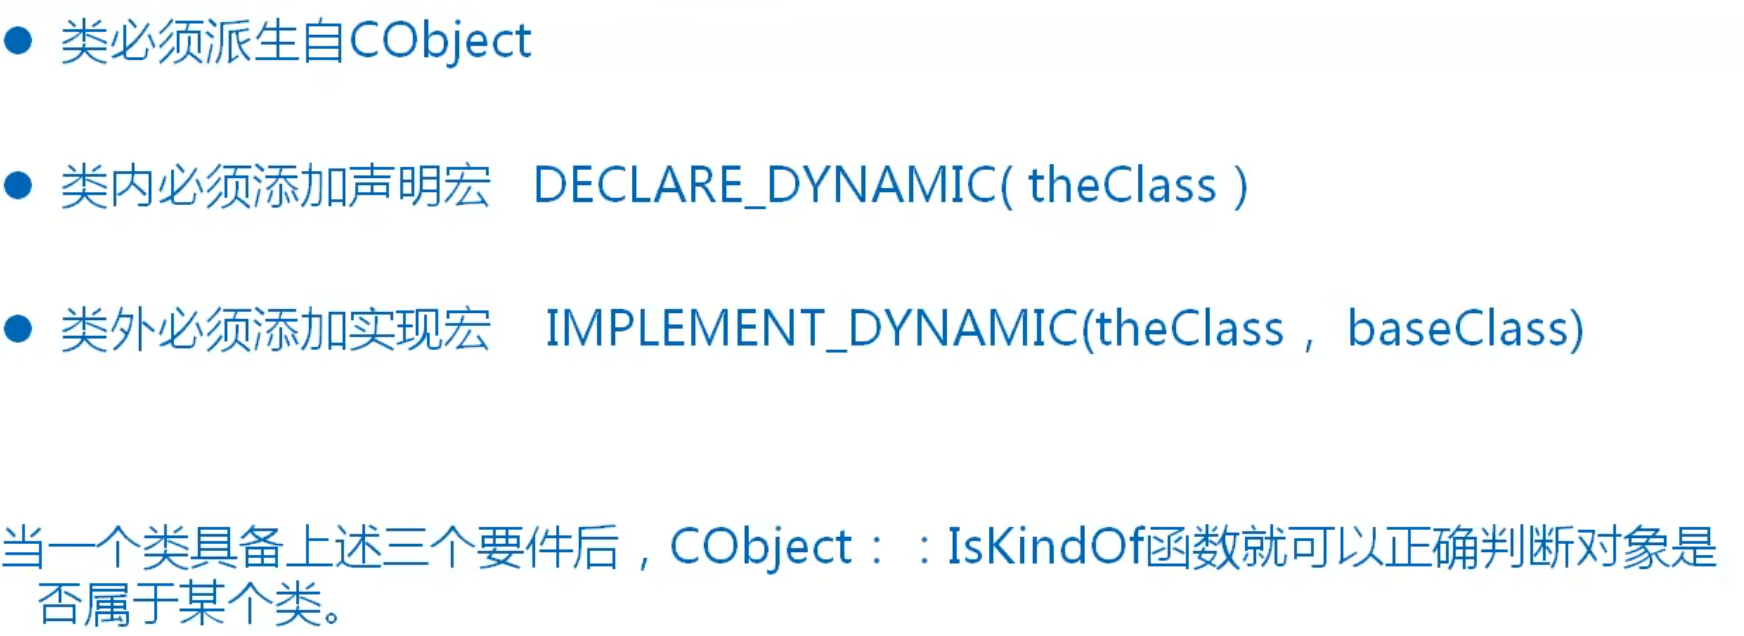 ● 类必须派生自CObject
● 类内必须添加声明宏 DECLARE_DYNAMIC( theClass )
● 类外必须添加实现宏 IMPLEMENT_DYNAMIC(theClass， baseClass)
当一个类具备上述三个要件后，CObject：：IsKindOf函数就可以正确判断对象是
否属于某个类。